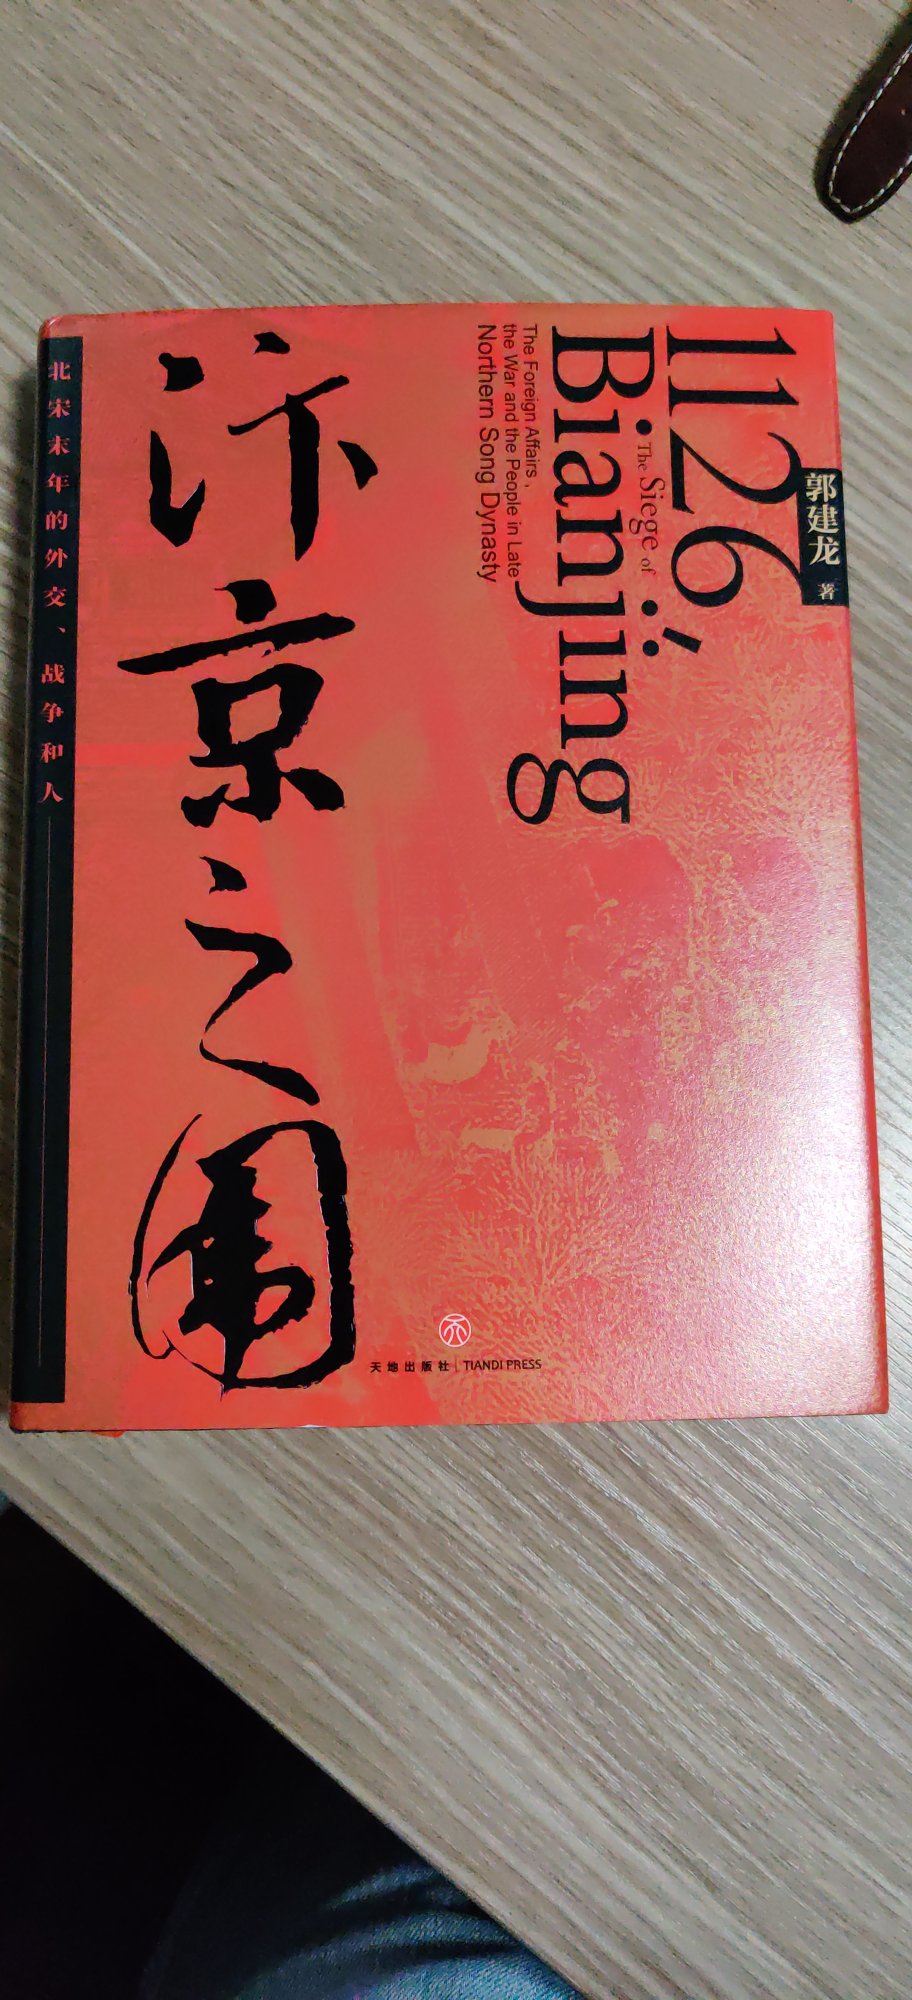 汴京之围
北宋末年的外交、战争和人
1126:
The Siege of
Bianjing
The Foreign Affairs,
the War and the People in Late
Northern Song Dynasty
郭建龙 著
天地出版社 | TIANDI PRESS